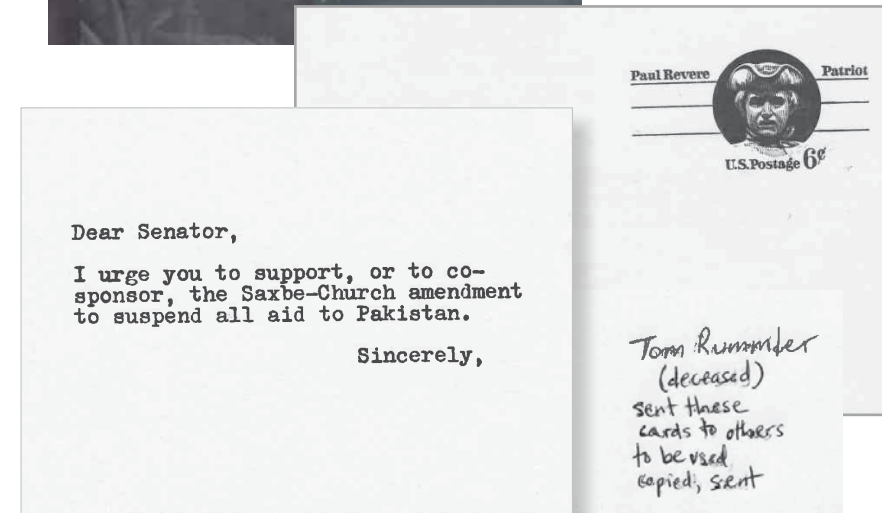 Paul Revere Patriot
U.S.Postage 6¢
Dear Senator,
I urge you to support, or to co-
sponsor, the Saxbe-Church amendment
to suspend all aid to Pakistan.
Sincerely,
Tom
(deceased)
sent these
cards to others
to be used
copied, sent